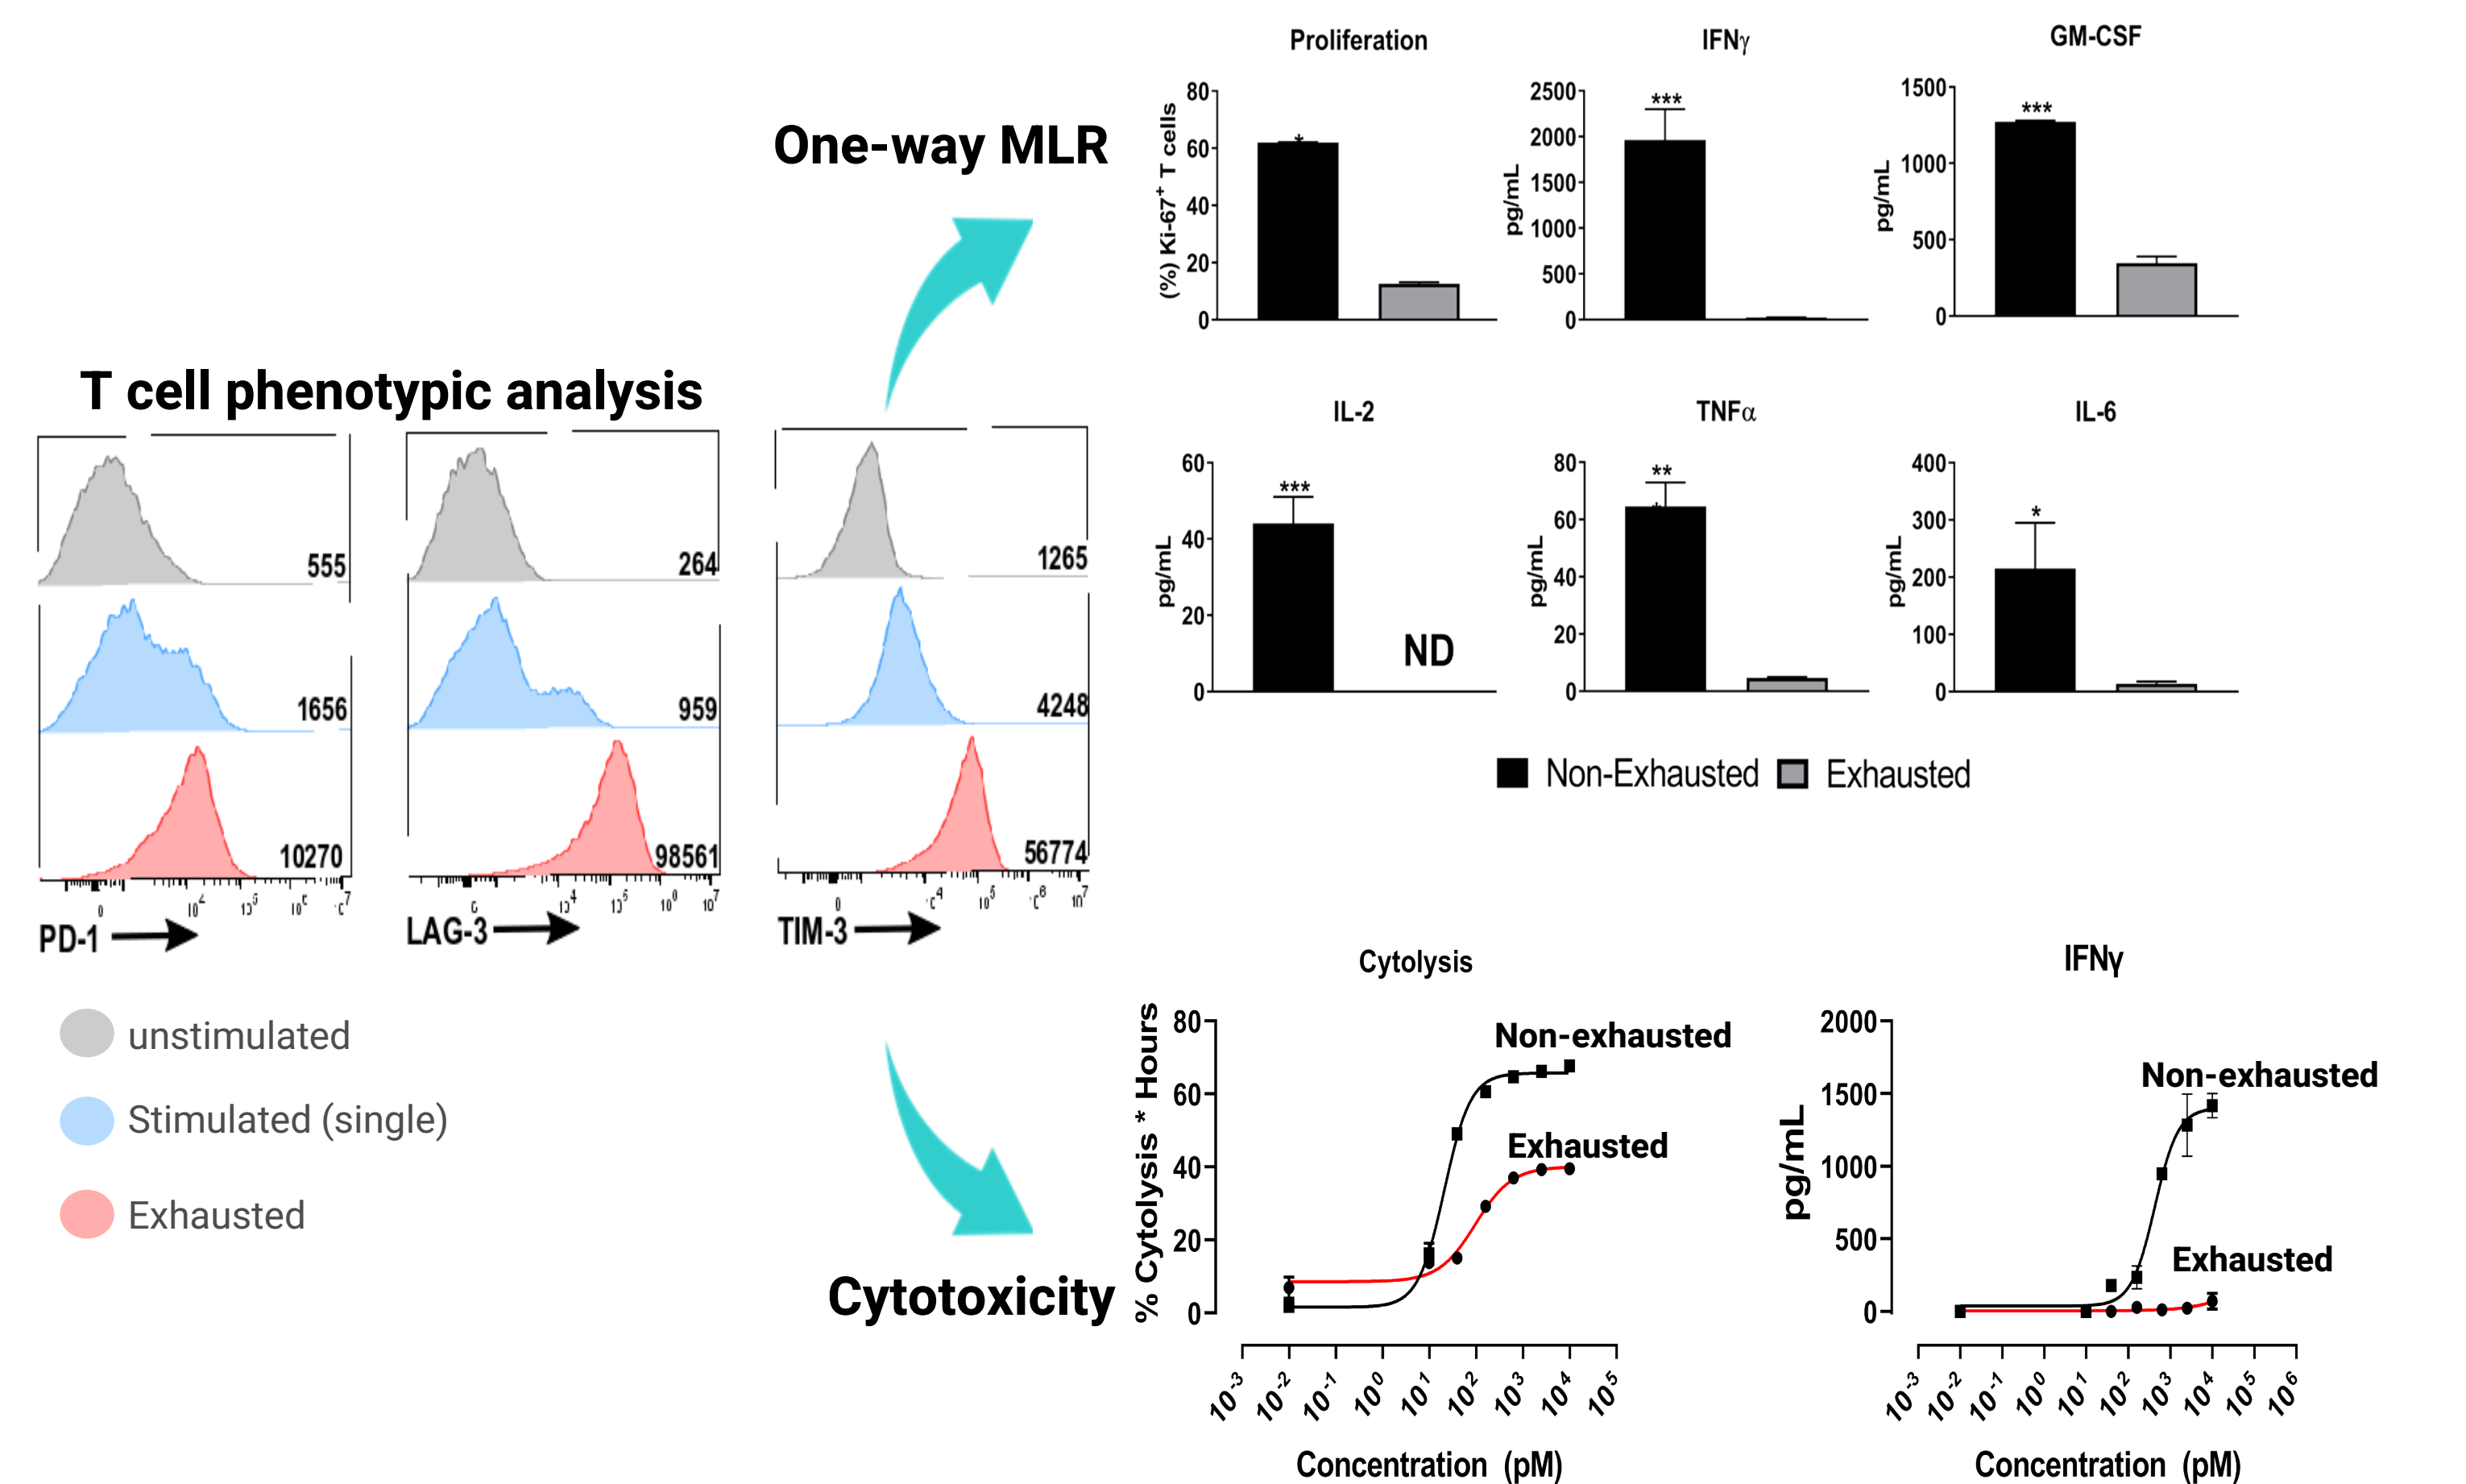 T cell phenotypic analysis
555
1656
10270
PD-1
264
959
98561
LAG-3
1265
4248
56774
TIM-3
unstimulated
Stimulated (single)
Exhausted
One-way MLR
Proliferation
(%) Ki-67+ T cells
80
60
40
20
0
*
IFNγ
pg/mL
2500
2000
1500
1000
500
0
***
GM-CSF
pg/mL
1500
1000
500
0
***
IL-2
pg/mL
60
40
20
0
***
ND
TNFα
pg/mL
80
60
40
20
0
**
IL-6
pg/mL
400
300
200
100
0
*
Non-Exhausted Exhausted
Cytotoxicity
Cytolysis
% Cytolysis * Hours
80
60
40
20
0
Non-exhausted
Exhausted
10-3 10-2 10-1 100 101 102 103 104 105
Concentration (pM)
IFNγ
pg/mL
2000
1500
1000
500
0
Non-exhausted
Exhausted
10-3 10-2 10-1 100 101 102 103 104 105 106
Concentration (pM)